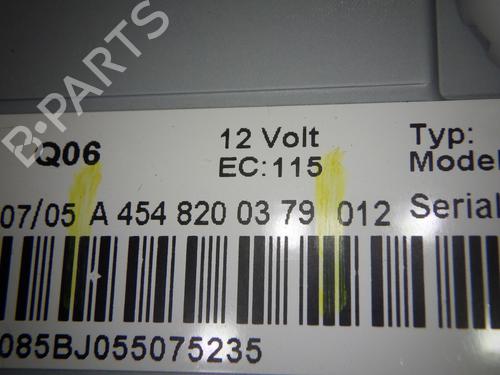 B-PARTS
Q06
12 Volt
EC:115
Typ:
Model
07/05 A 454 820 03 79 012
Serial
085BJ055075235